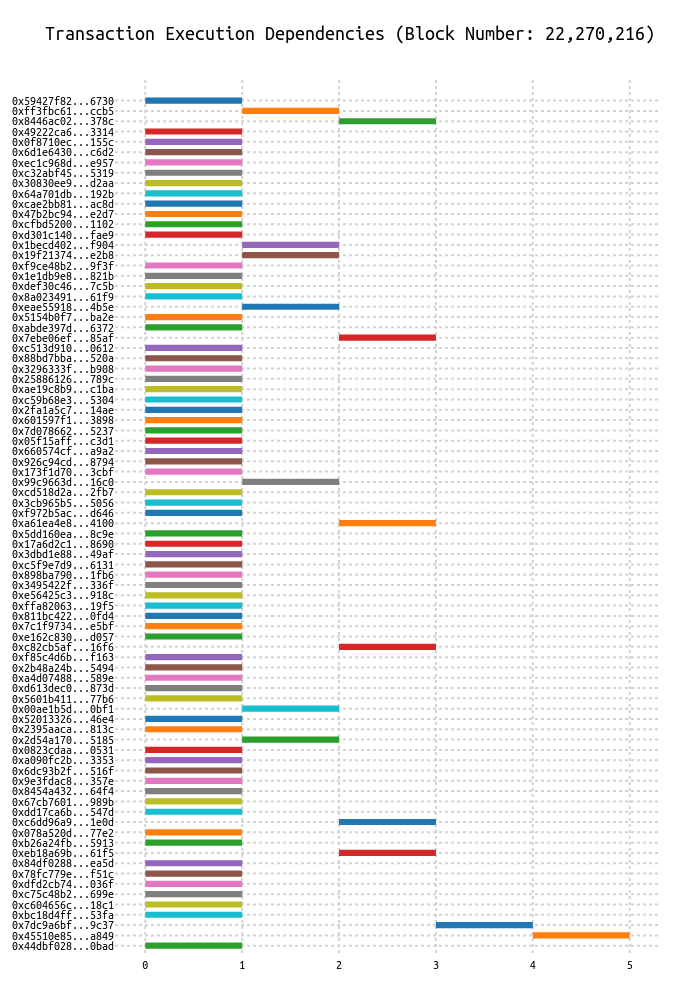 Transaction Execution Dependencies (Block Number: 22,270,216)
0x59427f82...6730
0xff3fbc61...ccb5
0x8446ac02...378c
0x49222ca6...3314
0x0f8710ec...155c
0x6d1e6430...c6d2
0xec1c968d...e957
0xc32abf45...5319
0x30830ee9...d2aa
0x64a701db...192b
0xcae2bb81...ac8d
0x47b2bc94...e2d7
0xcfbd5200...1102
0xd301c140...fae9
0x1becd402...f904
0x19f21374...e2b8
0xf9ce48b2...9f3f
0x1e1db9e8...821b
0xdef30c46...7c5b
0x8a023491...61f9
0xeae55918...4b5e
0x5154b0f7...ba2e
0xabde397d...6372
0x7ebe06ef...85af
0xc513d910...0612
0x88bd7bba...520a
0x3296333f...b908
0x25886126...789c
0xae19c8b9...c1ba
0xc59b68e3...5304
0x2fa1a5c7...14ae
0x601597f1...3898
0x7d078662...5237
0x05f15aff...c3d1
0x660574cf...a9a2
0x926c94cd...8794
0x173f1d70...3cbf
0x99c9663d...16c0
0xcd518d2a...2fb7
0x3cb965b5...5056
0xf972b5ac...d646
0xa61ea4e8...4100
0x5dd160ea...8c9e
0x17a6d2c1...8690
0x3dbd1e88...49af
0xc5f9e7d9...6131
0x898ba790...1fb6
0x3495422f...336f
0xe56425c3...918c
0xffa82063...19f5
0x811bc422...0fd4
0x7c1f9734...e5bf
0xe162c830...d057
0xc82cb5af...16f6
0xf85c4d6b...f163
0x2b48a24b...5494
0xa4d07488...589e
0xd613dec0...873d
0x5601b411...77b6
0x00ae1b5d...0bf1
0x52013326...46e4
0x2395aaca...813c
0x2d54a170...5185
0x0823cdaa...0531
0xa090fc2b...3353
0x6dc93b2f...516f
0x9e3fdac8...357e
0x8454a432...64f4
0x67cb7601...989b
0xdd17ca6b...547d
0xc6dd96a9...1e0d
0x078a520d...77e2
0xb26a24fb...5913
0xeb18a69b...61f5
0x84df0288...ea5d
0x78fc779e...f51c
0xdfd2cb74...036f
0xc75c48b2...699e
0xc604656c...18c1
0xbc18d4ff...53fa
0x7dc9a6bf...9c37
0x45510e85...a849
0x44dbf028...0bad
0 1 2 3 4 5